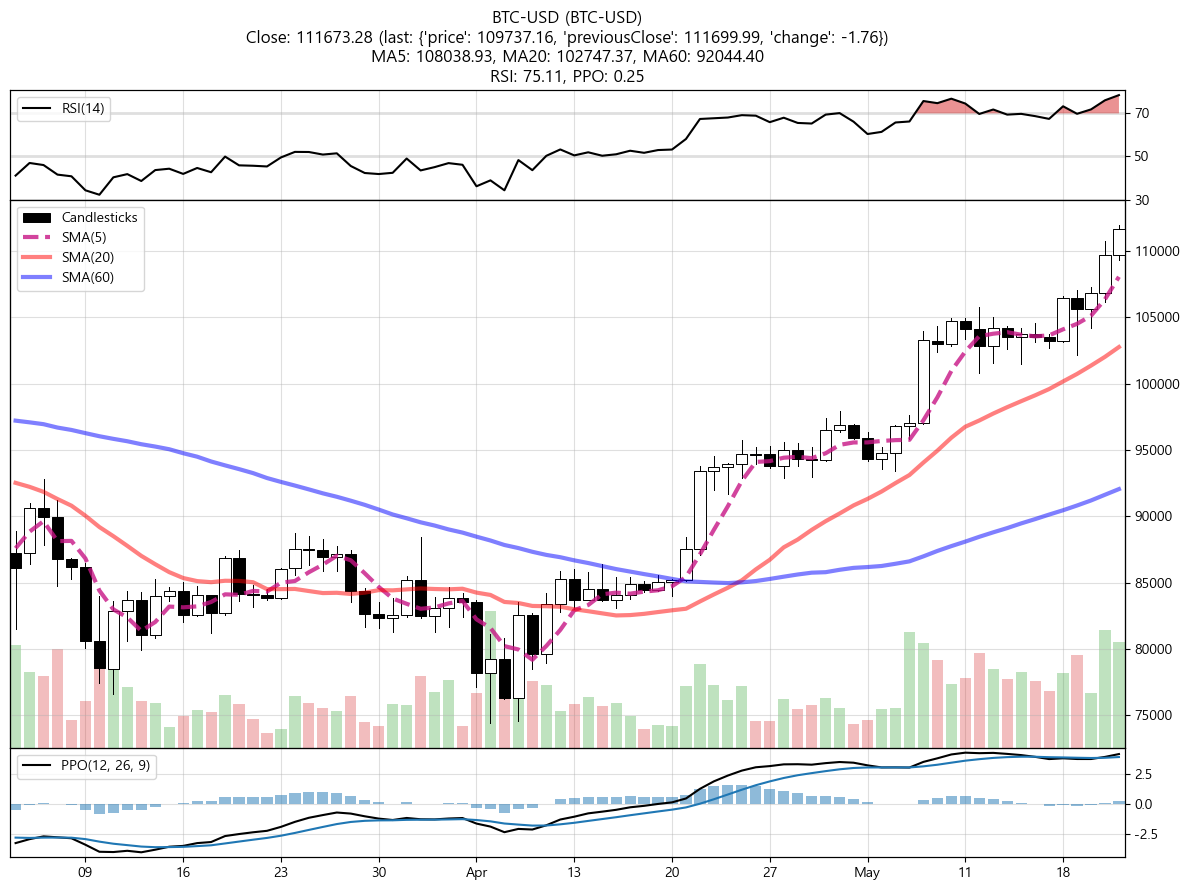 BTC-USD (BTC-USD)
Close: 111673.28 (last: {'price': 109737.16, 'previousClose': 111699.99, 'change': -1.76})
MA5: 108038.93, MA20: 102747.37, MA60: 92044.40
RSI: 75.11, PPO: 0.25
RSI(14)
70
50
30
Candlesticks
SMA(5)
SMA(20)
SMA(60)
110000
105000
100000
95000
90000
85000
80000
75000
PPO(12, 26, 9)
2.5
0.0
-2.5
09 16 23 30 Apr 13 20 27 May 11 18